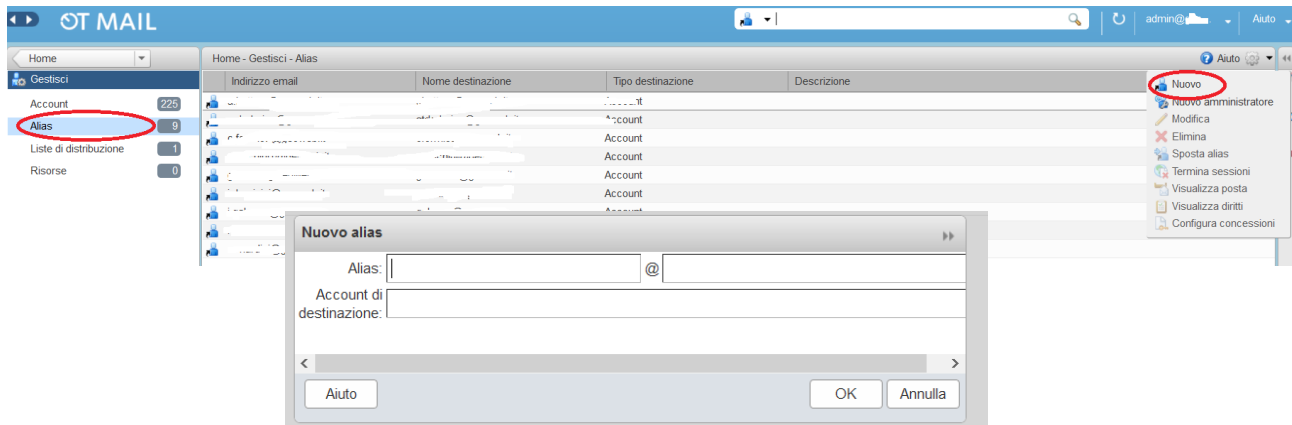 OT MAIL
admin@
Aiuto
Home
Home - Gestisci - Alias
Aiuto
Gestisci
Indirizzo email
Nome destinazione
Tipo destinazione
Descrizione
Account 225
Alias 9
Liste di distribuzione 1
Risorse 0
Account
Account
Account
Account
Account
Nuovo
Nuovo amministratore
Modifica
Elimina
Sposta alias
Termina sessioni
Visualizza posta
Visualizza diritti
Configura concessioni
Nuovo alias
Alias:
@
Account di
destinazione:
Aiuto
OK
Annulla